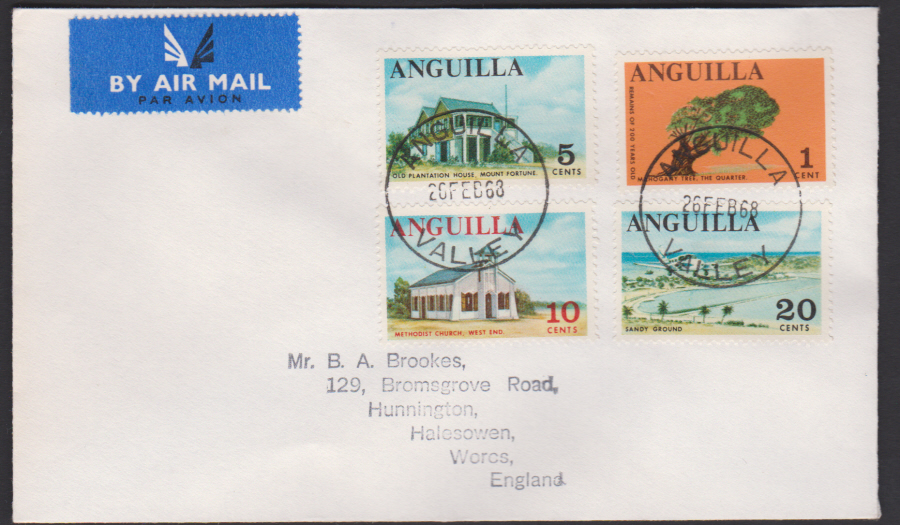 BY AIR MAIL
PAR AVION
ANGUILLA
OLD PLANTATION HOUSE, MOUNT FORTUNE.
5
CENTS
ANGUILLA
REMAINS OF 200 YEARS OLD
MAHOGANY TREE, THE QUARTER.
1
CENT
ANGUILLA
26FEB68
VALLEY
ANGUILLA
26FEB68
VALLEY
ANGUILLA
METHODIST CHURCH, WEST END.
10
CENTS
ANGUILLA
SANDY GROUND
20
CENTS
Mr. B. A. Brookes,
129, Bromsgrove Road,
Hunnington,
Halesowen,
Worcs,
England